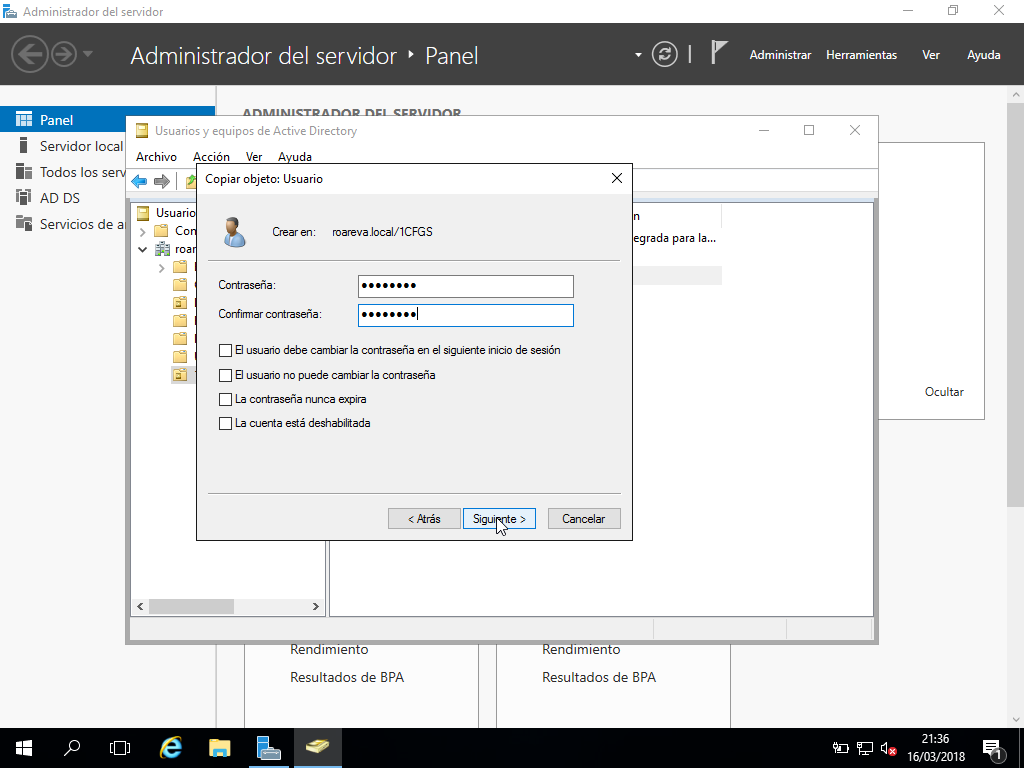 Administrador del servidor
Administrador del servidor ‣ Panel
Administrar Herramientas Ver Ayuda
ADMINISTRADOR DEL SERVIDOR
Panel
Servidor local
Todos los serv
AD DS
Servicios de a
Usuarios y equipos de Active Directory
Archivo Acción Ver Ayuda
Usuario
Con
roar
n
egrada para la...
Copiar objeto: Usuario
Crear en: roareva.local/1CFGS
Contraseña: ••••••••
Confirmar contraseña: ••••••••
El usuario debe cambiar la contraseña en el siguiente inicio de sesión
El usuario no puede cambiar la contraseña
La contraseña nunca expira
La cuenta está deshabilitada
< Atrás Siguiente > Cancelar
Ocultar
Rendimiento Rendimiento
Resultados de BPA Resultados de BPA
21:36
16/03/2018
1